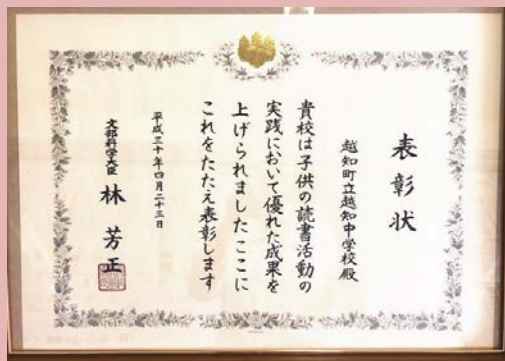 表彰状
越知町立越知中学校殿
貴校は子供の読書活動の
実践において優れた成果を
上げられましたここに
これをたたえ表彰します
平成三十年四月二十三日
文部科学大臣 林 芳正